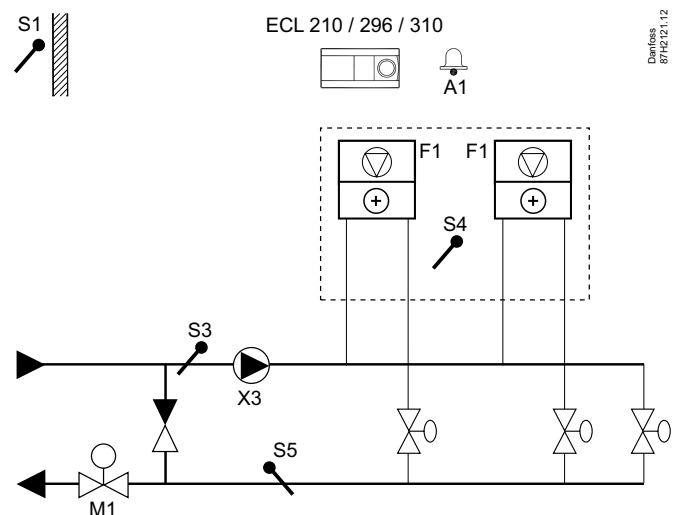 S1
ECL 210 / 296 / 310
Danfoss
87H2121.12
A1
F1
F1
S4
S3
X3
S5
M1